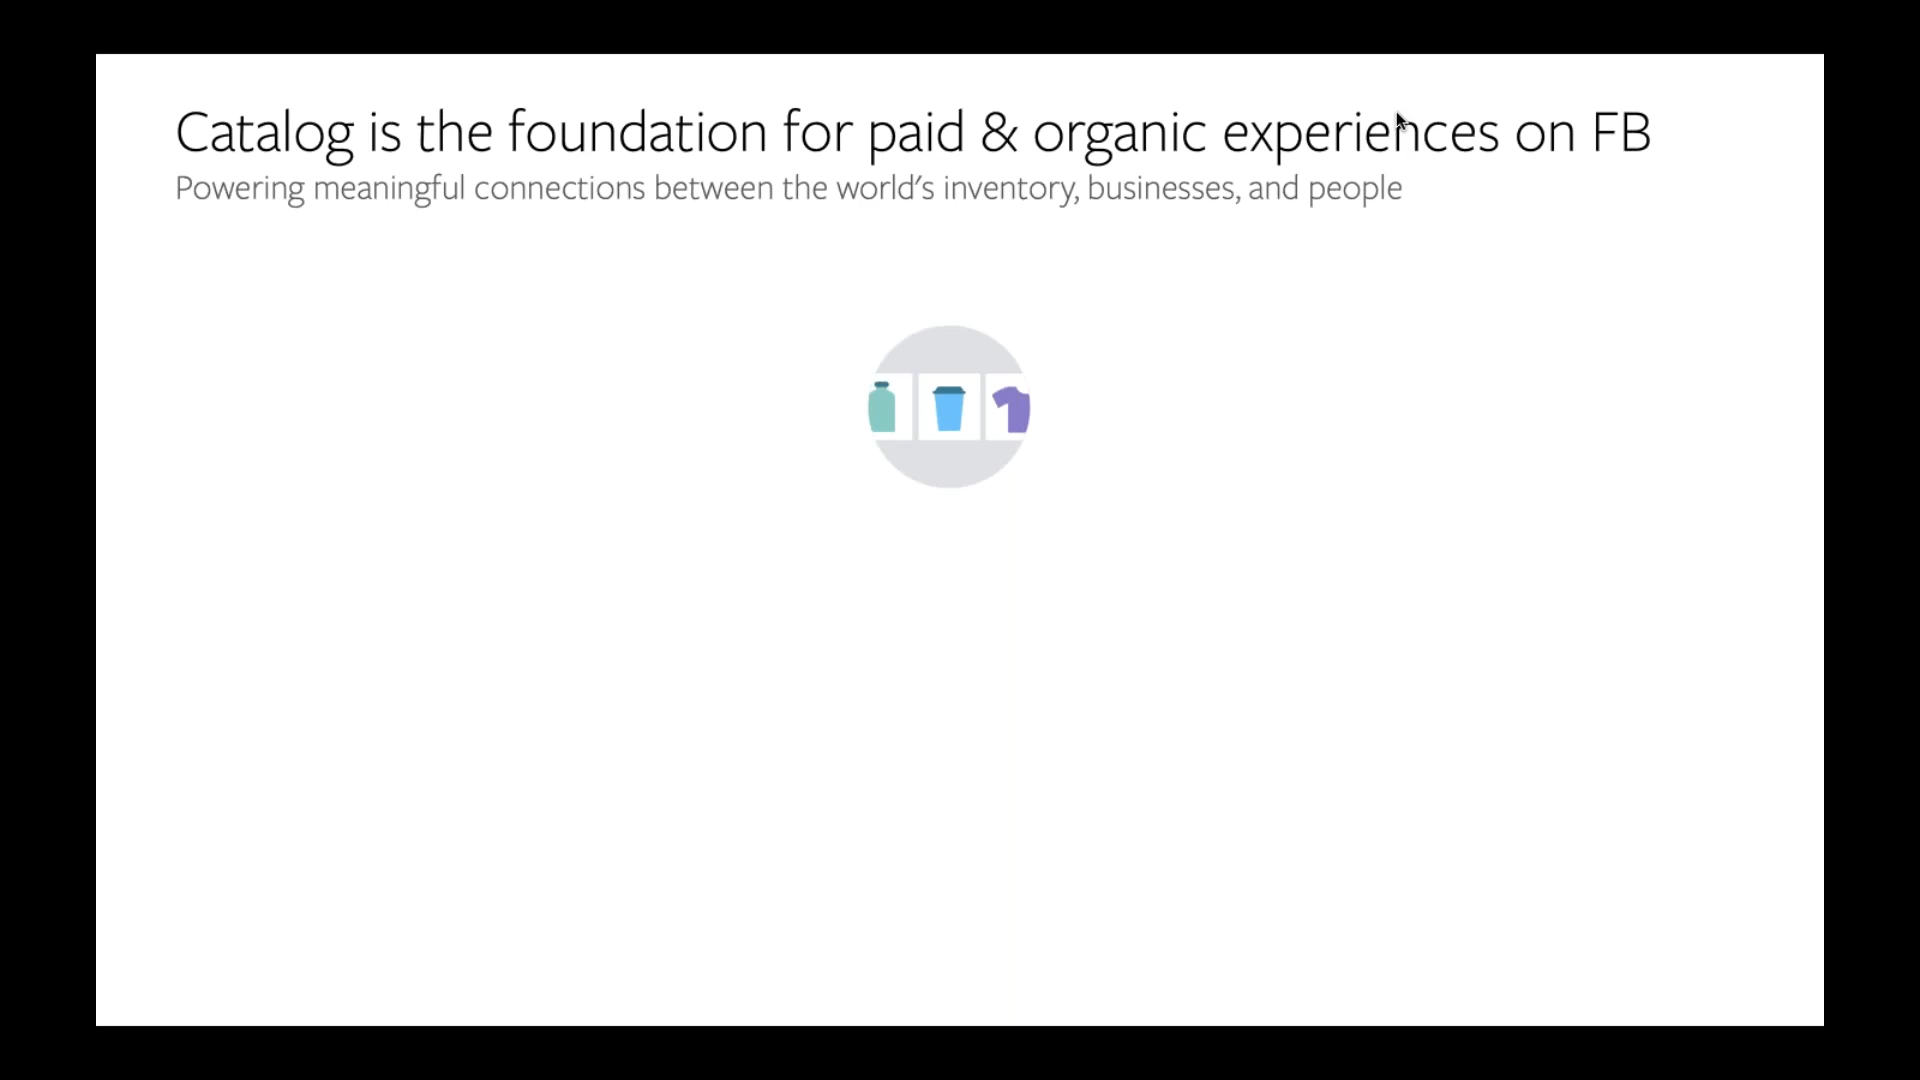 Catalog is the foundation for paid & organic experiences on FB
Powering meaningful connections between the world's inventory, businesses, and people